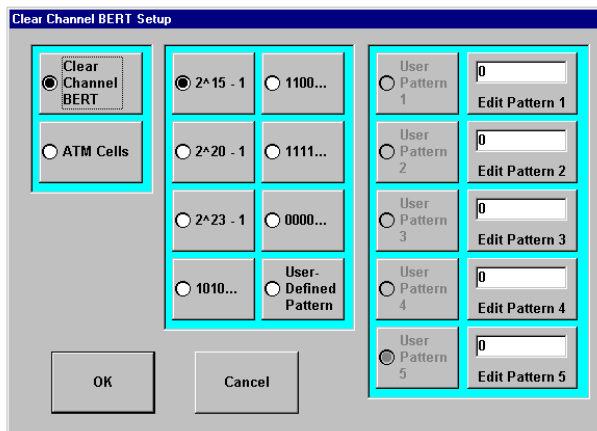 Clear Channel BERT Setup
Clear
Channel
BERT
ATM Cells
2^15 - 1
1100...
2^20 - 1
1111...
2^23 - 1
0000...
1010...
User-
Defined
Pattern
User
Pattern
1
0
Edit Pattern 1
User
Pattern
2
0
Edit Pattern 2
User
Pattern
3
0
Edit Pattern 3
User
Pattern
4
0
Edit Pattern 4
User
Pattern
5
0
Edit Pattern 5
OK
Cancel